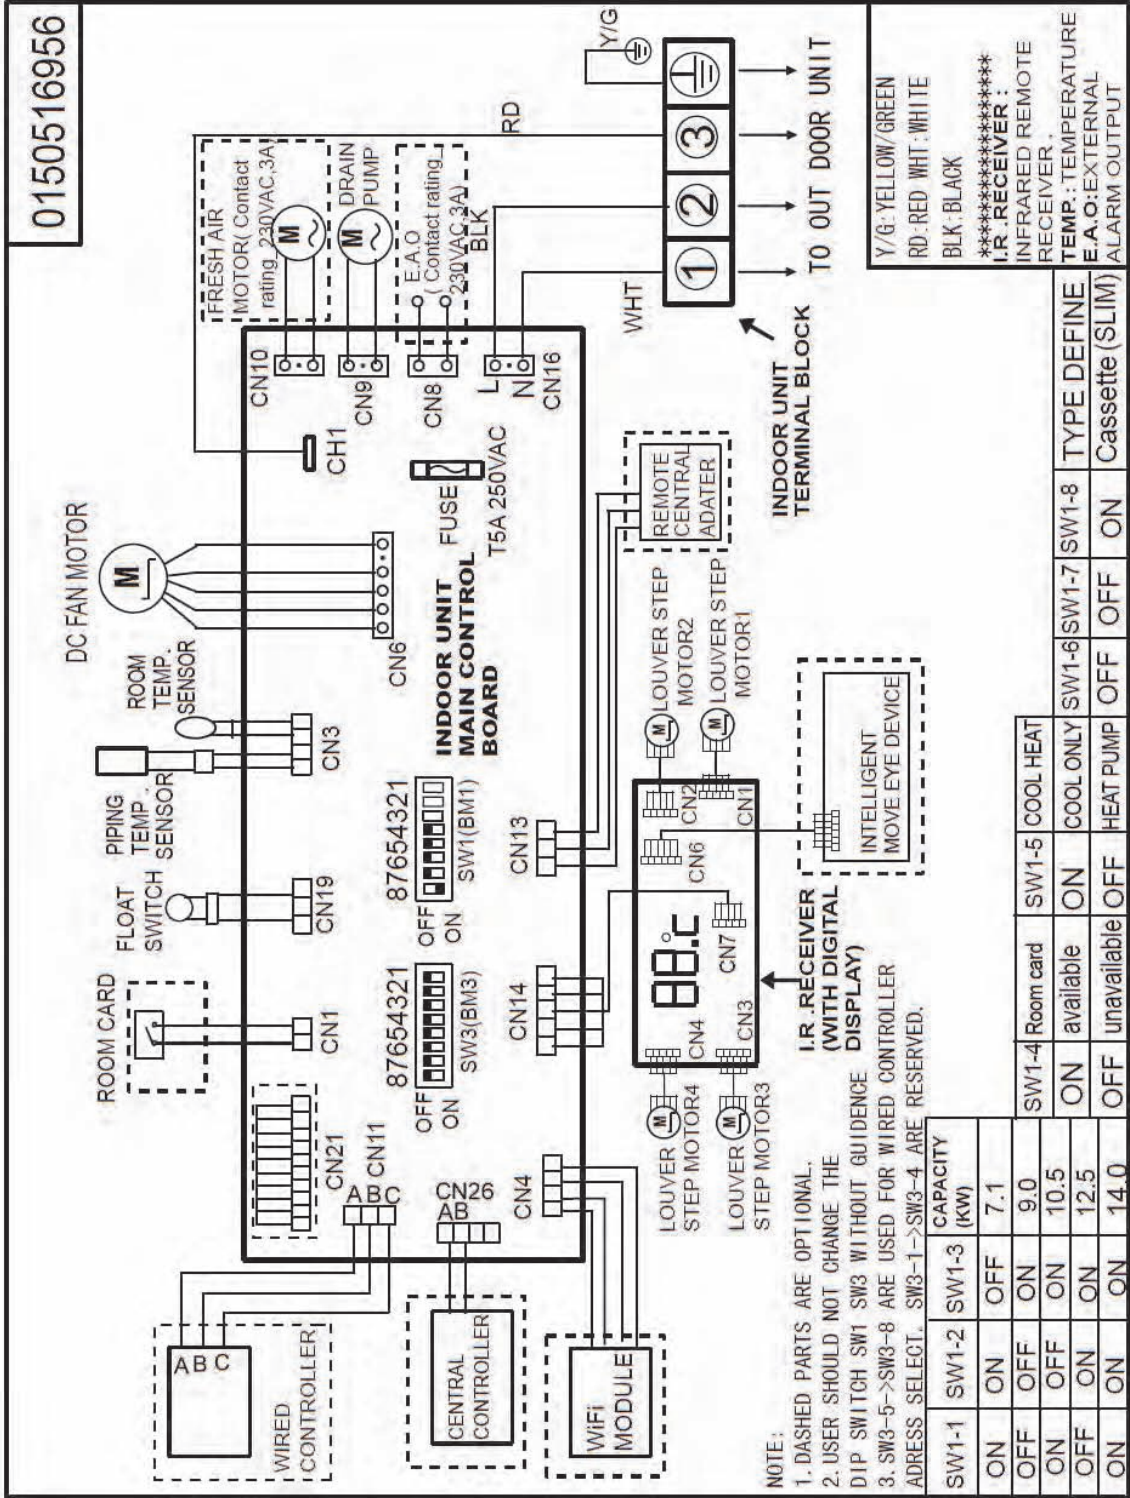 0150516956
FRESH AIR
MOTOR( Contact
rating_230VAC,3A)
M
DRAIN
PUMP
M
E.A.O
( Contact rating_
230VAC,3A)
BLK
RD
Y/G
WHT
1
2
3
TO OUT DOOR UNIT
INDOOR UNIT
TERMINAL BLOCK
CN10
CN9
CN8
L
N
CN16
CH1
FUSE
T5A 250VAC
DC FAN MOTOR
M
CN6
ROOM
TEMP.
SENSOR
PIPING
TEMP .
SENSOR
CN3
INDOOR UNIT
MAIN CONTROL
BOARD
FLOAT
SWITCH
CN19
ROOM CARD
CN1
87654321
OFF
ON
SW1(BM1)
87654321
OFF
ON
SW3(BM3)
CN13
CN14
CN21
CN11
ABC
CN26
AB
CN4
A B C
WIRED
CONTROLLER
CENTRAL
CONTROLLER
WiFi
MODULE
REMOTE
CENTRAL
ADATER
LOUVER STEP
MOTOR2
M
LOUVER STEP
MOTOR1
M
CN2
CN1
CN6
CN7
CN4
CN3
LOUVER
STEP MOTOR4
M
LOUVER
STEP MOTOR3
M
I.R .RECEIVER
(WITH DIGITAL
DISPLAY)
INTELLIGENT
MOVE EYE DEVICE
NOTE:
1. DASHED PARTS ARE OPTIONAL.
2. USER SHOULD NOT CHANGE THE
DIP SWITCH SW1 SW3 WITHOUT GUIDENCE
3. SW3-5->SW3-8 ARE USED FOR WIRED CONTROLLER
ADRESS SELECT. SW3-1->SW3-4 ARE RESERVED.
Y/G:YELLOW/GREEN
RD:RED WHT:WHITE
BLK:BLACK
********************
I.R .RECEIVER :
INFRARED REMOTE
RECEIVER .
TEMP.: TEMPERATURE
E.A.O: EXTERNAL
ALARM OUTPUT
SW1-1 SW1-2 SW1-3 CAPACITY (KW)
ON ON OFF 7.1
OFF OFF ON 9.0
ON OFF ON 10.5
OFF ON ON 12.5
ON ON ON 14.0
SW1-4 Room card
ON available
OFF unavailable
SW1-5 COOL HEAT
ON COOL ONLY
OFF HEAT PUMP
SW1-6 SW1-7 SW1-8 TYPE DEFINE
OFF OFF ON Cassette (SLIM)